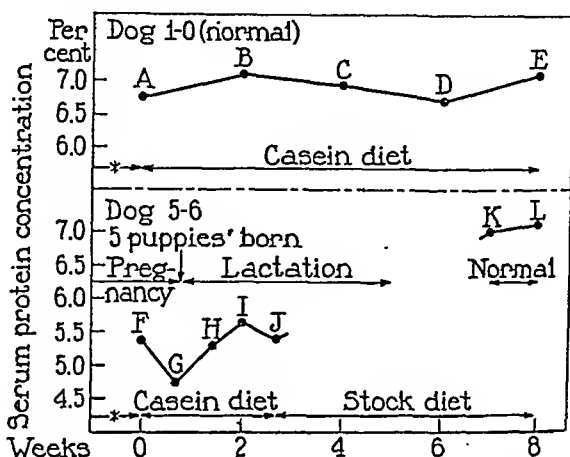 Per cent
Dog 1-0 (normal)
7.0
6.5
6.0
A
B
C
D
E
* Casein diet
Serum protein concentration
Dog 5-6
5 puppies' born
7.0
6.5
6.0
5.5
5.0
4.5
K
L
Preg-
nancy
Lactation
Normal
F
G
H
I
J
* Casein diet
Stock diet
Weeks 0 2 4 6 8